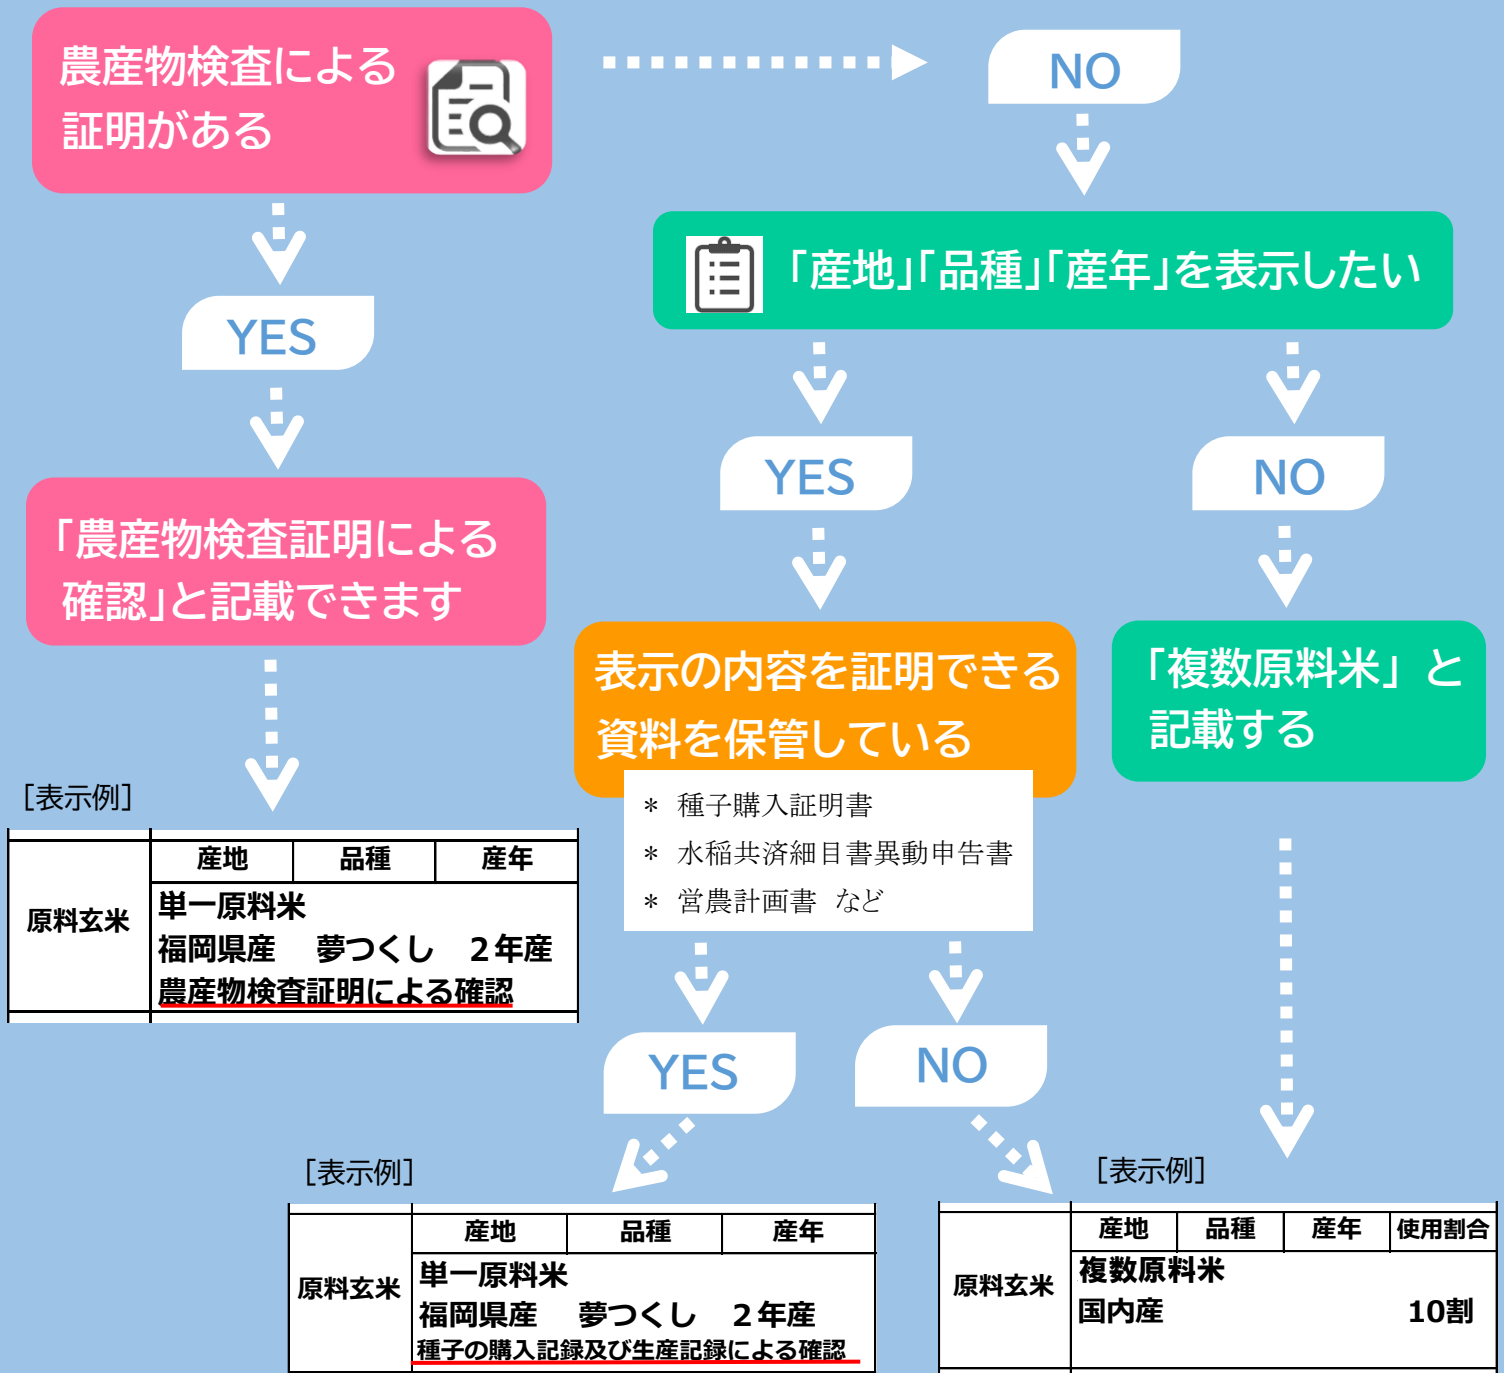 農産物検査による
証明がある
NO
「産地」「品種」「産年」を表示したい
YES
YES
NO
「農産物検査証明による
確認」と記載できます
表示の内容を証明できる
資料を保管している
「複数原料米」と
記載する
＊ 種子購入証明書
＊ 水稲共済細目書異動申告書
＊ 営農計画書 など
［表示例］
産地 品種 産年
原料玄米
単一原料米
福岡県産 夢つくし ２年産
農産物検査証明による確認
YES
NO
［表示例］
産地 品種 産年
原料玄米
単一原料米
福岡県産 夢つくし ２年産
種子の購入記録及び生産記録による確認
［表示例］
産地 品種 産年 使用割合
原料玄米
複数原料米
国内産 10割